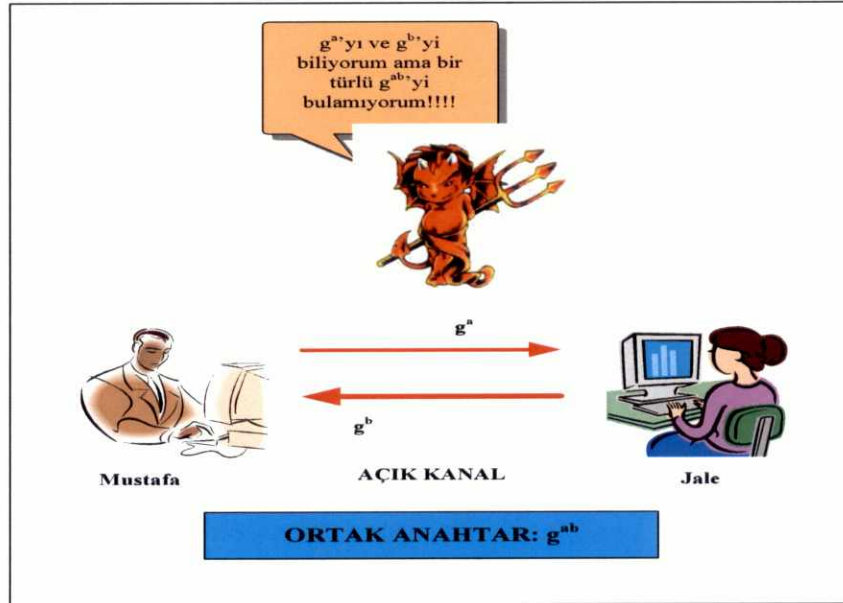 gᵃ'yı ve gᵇ'yi
biliyorum ama bir
türlü gᵃᵇ'yi
bulamıyorum!!!!
gᵃ
gᵇ
Mustafa
AÇIK KANAL
Jale
ORTAK ANAHTAR: gᵃᵇ